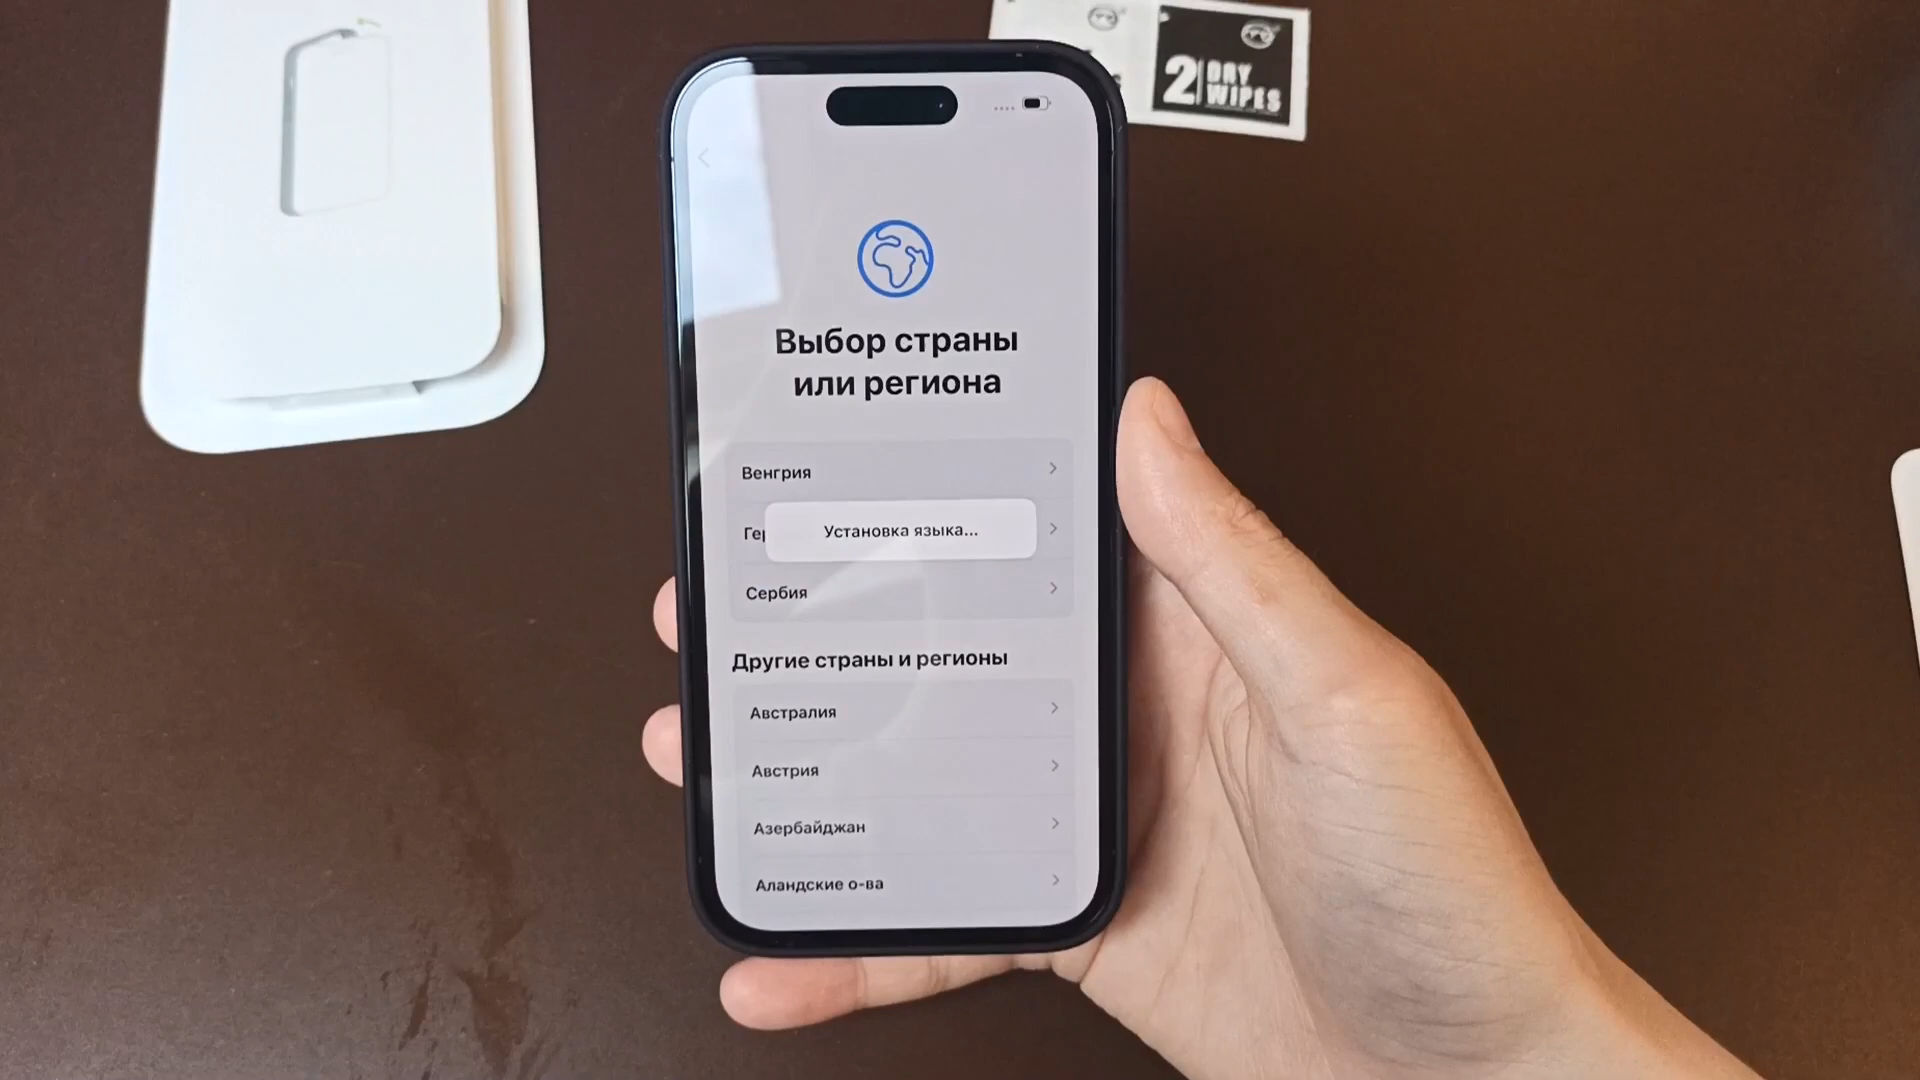 2 DRY
WIPES
Выбор страны
или региона
Венгрия
Установка языка...
Сербия
Другие страны и регионы
Австралия
Австрия
Азербайджан
Аландские о-ва